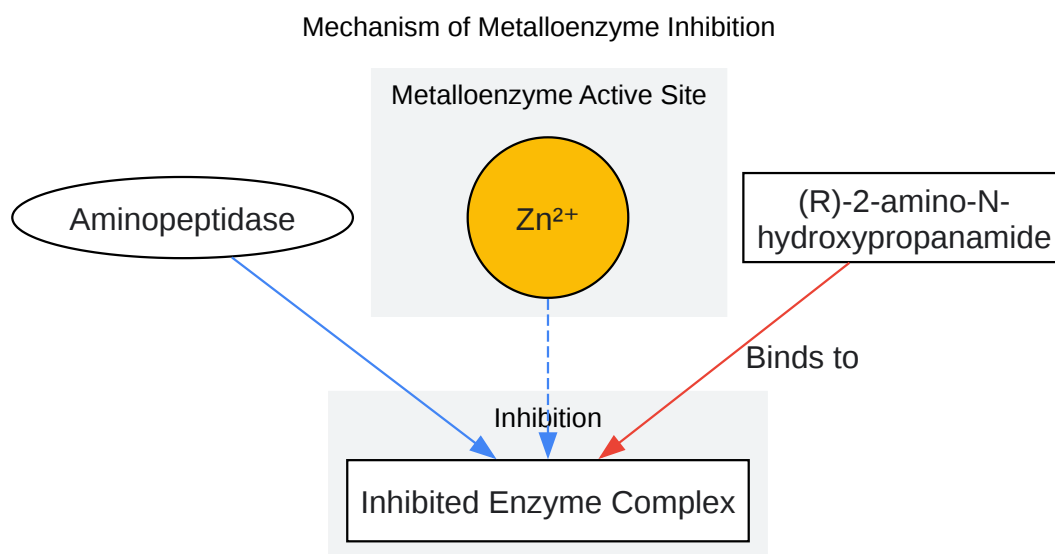 Mechanism of Metalloenzyme Inhibition
Metalloenzyme Active Site
Aminopeptidase
Zn²⁺
(R)-2-amino-N-
hydroxypropanamide
Binds to
Inhibition
Inhibited Enzyme Complex